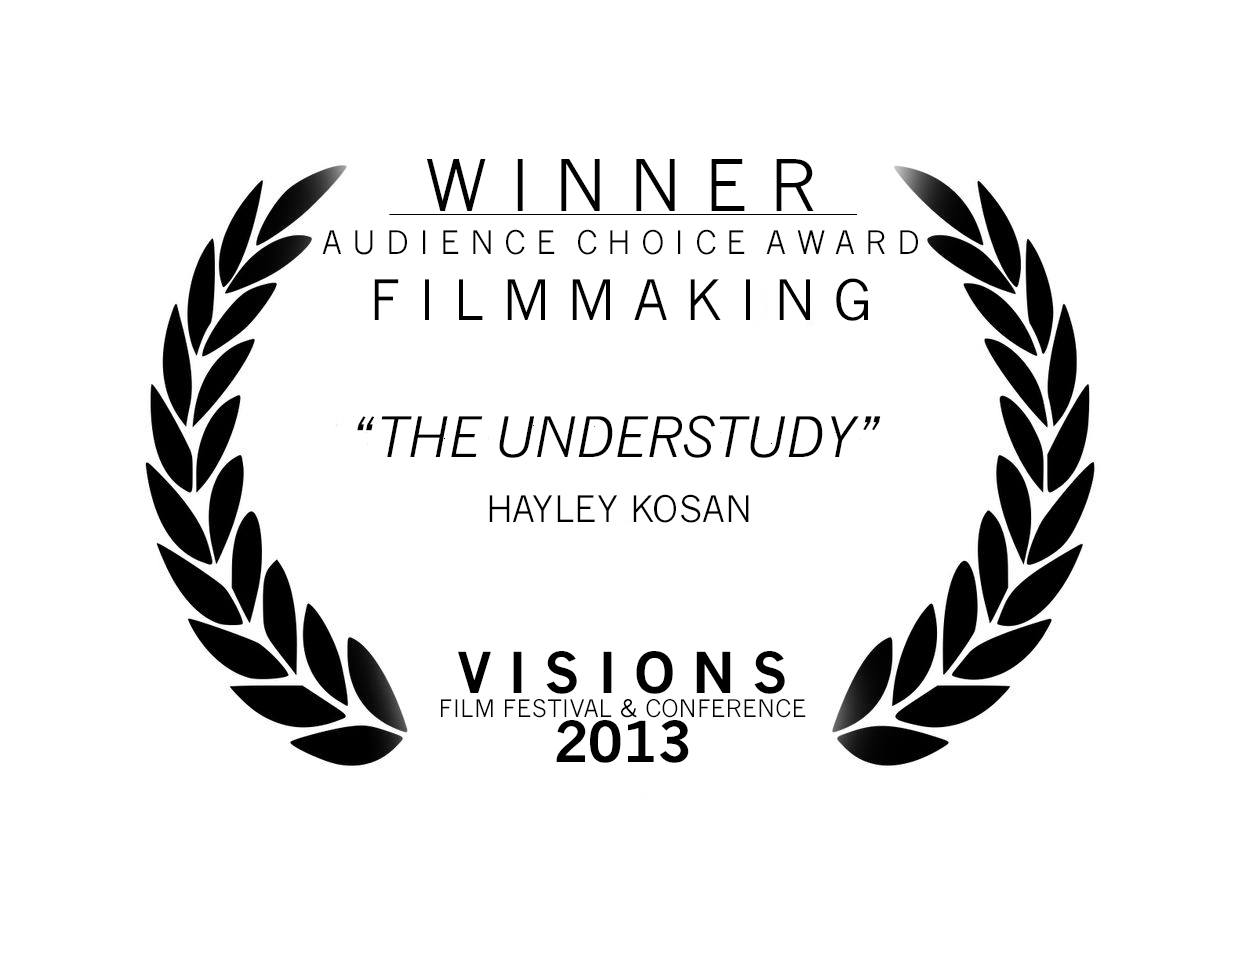 WINNER
AUDIENCE CHOICE AWARD
FILMMAKING
“THE UNDERSTUDY”
HAYLEY KOSAN
VISIONS
FILM FESTIVAL & CONFERENCE
2013